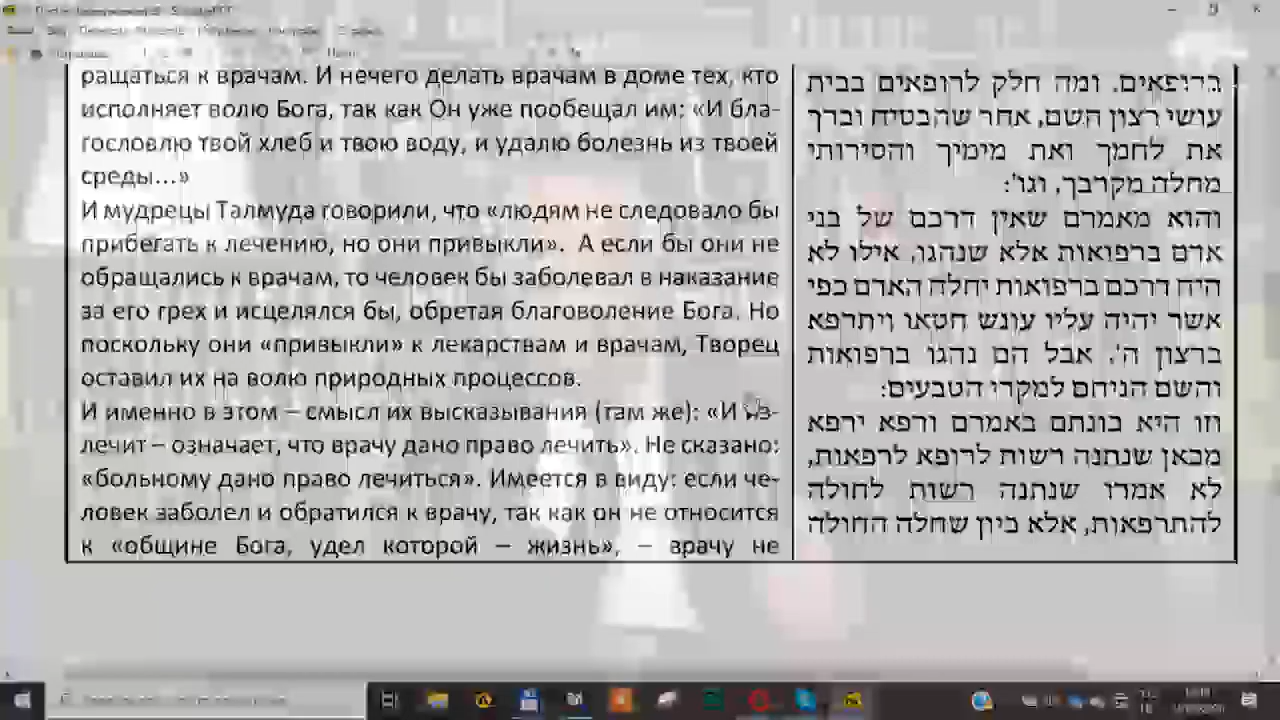 ращаться к врачам. И нечего делать врачам в доме тех, кто
исполняет волю Бога, так как Он уже пообещал им: «И бла-
гословлю твой хлеб и твою воду, и удалю болезнь из твоей
среды...»
И мудрецы Талмуда говорили, что «людям не следовало бы
прибегать к лечению, но они привыкли». А если бы они не
обращались к врачам, то человек бы заболевал в наказание
за его грех и исцелялся бы, обретая благоволение Бога. Но
поскольку они «привыкли» к лекарствам и врачам, Творец
оставил их на волю природных процессов.
И именно в этом – смысл их высказывания (там же): «И из-
лечит – означает, что врачу дано право лечить». Не сказано:
«больному дано право лечиться». Имеется в виду: если че-
ловек заболел и обратился к врачу, так как он не относится
к «общине Бога, удел которой – жизнь», – врачу не
ברופאים. ומה חלק לרופאים בבית
עושי רצון השם, אחר שהבטיח וברך
את לחמך ואת מימיך והסירותי
מחלה מקרבך, וגו':
והוא מאמרם שאין דרכם של בני
אדם ברפואות אלא שנהגו, אילו לא
היה דרכם ברפואות יחלה האדם כפי
אשר יהיה עליו עונש חטאו ויתרפא
ברצון ה', אבל הם נהגו ברפואות
והשם הניחם למקרי הטבעים:
וזו היא כונתם באמרם ורפא ירפא
מכאן שנתנה רשות לרופא לרפאות,
לא אמרו שנתנה רשות לחולה
להתרפאות, אלא כיון שחלה החולה